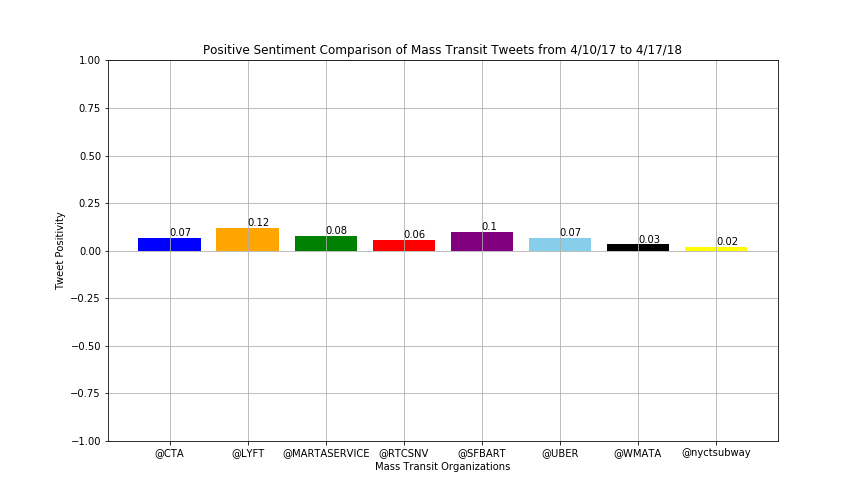 Positive Sentiment Comparison of Mass Transit Tweets from 4/10/17 to 4/17/18
1.00
0.75
0.50
0.25
0.00
−0.25
−0.50
−0.75
−1.00
Tweet Positivity
0.07
0.12
0.08
0.06
0.1
0.07
0.03
0.02
@CTA
@LYFT
@MARTASERVICE
@RTCSNV
@SFBART
@UBER
@WMATA
@nyctsubway
Mass Transit Organizations